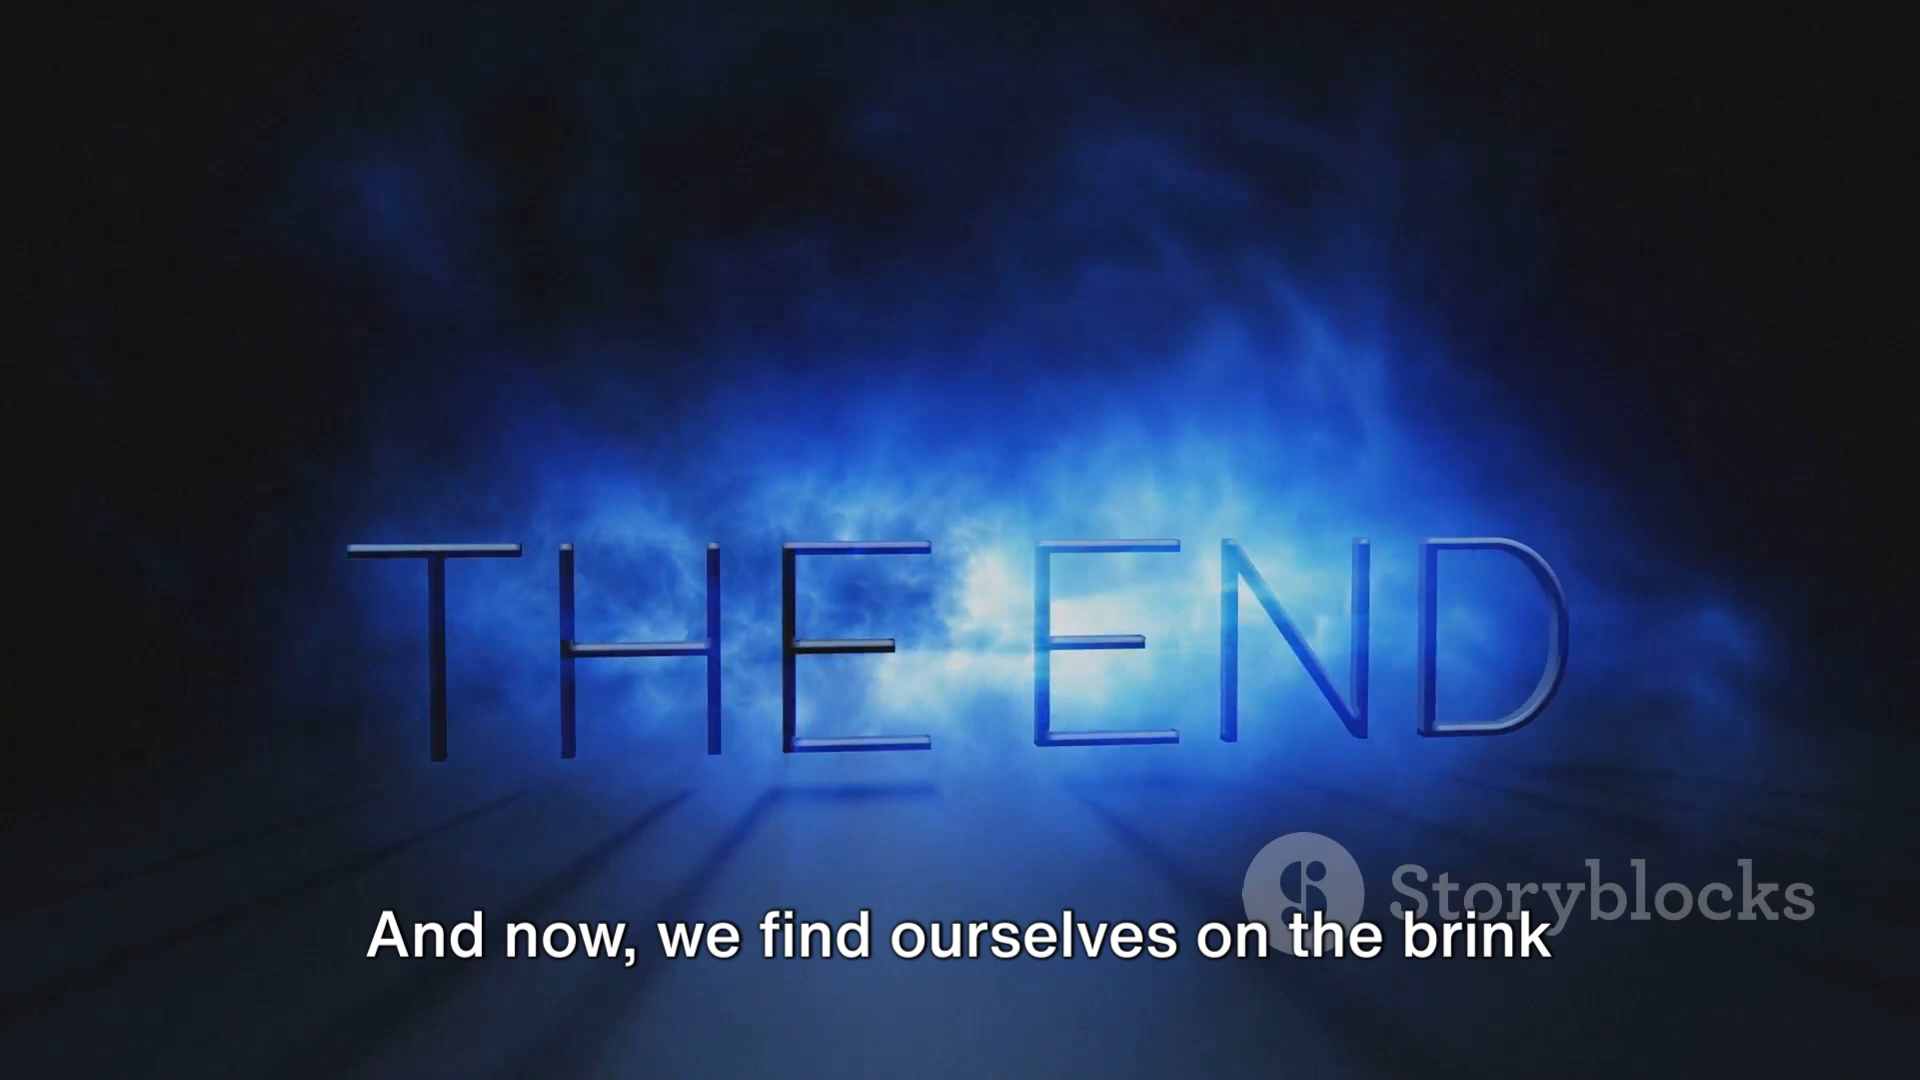 THE END
Storyblocks
And now, we find ourselves on the brink